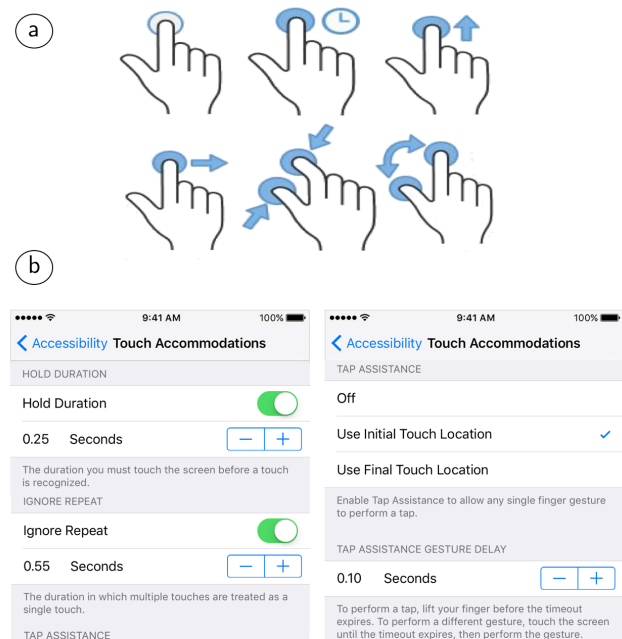 a
b
9:41 AM 100%
Accessibility Touch Accommodations
HOLD DURATION
Hold Duration
0.25 Seconds
The duration you must touch the screen before a touch
is recognized.
IGNORE REPEAT
Ignore Repeat
0.55 Seconds
The duration in which multiple touches are treated as a
single touch.
TAP ASSISTANCE
9:41 AM 100%
Accessibility Touch Accommodations
TAP ASSISTANCE
Off
Use Initial Touch Location
Use Final Touch Location
Enable Tap Assistance to allow any single finger gesture
to perform a tap.
TAP ASSISTANCE GESTURE DELAY
0.10 Seconds
To perform a tap, lift your finger before the timeout
expires. To perform a different gesture, touch the screen
until the timeout expires, then perform the gesture.